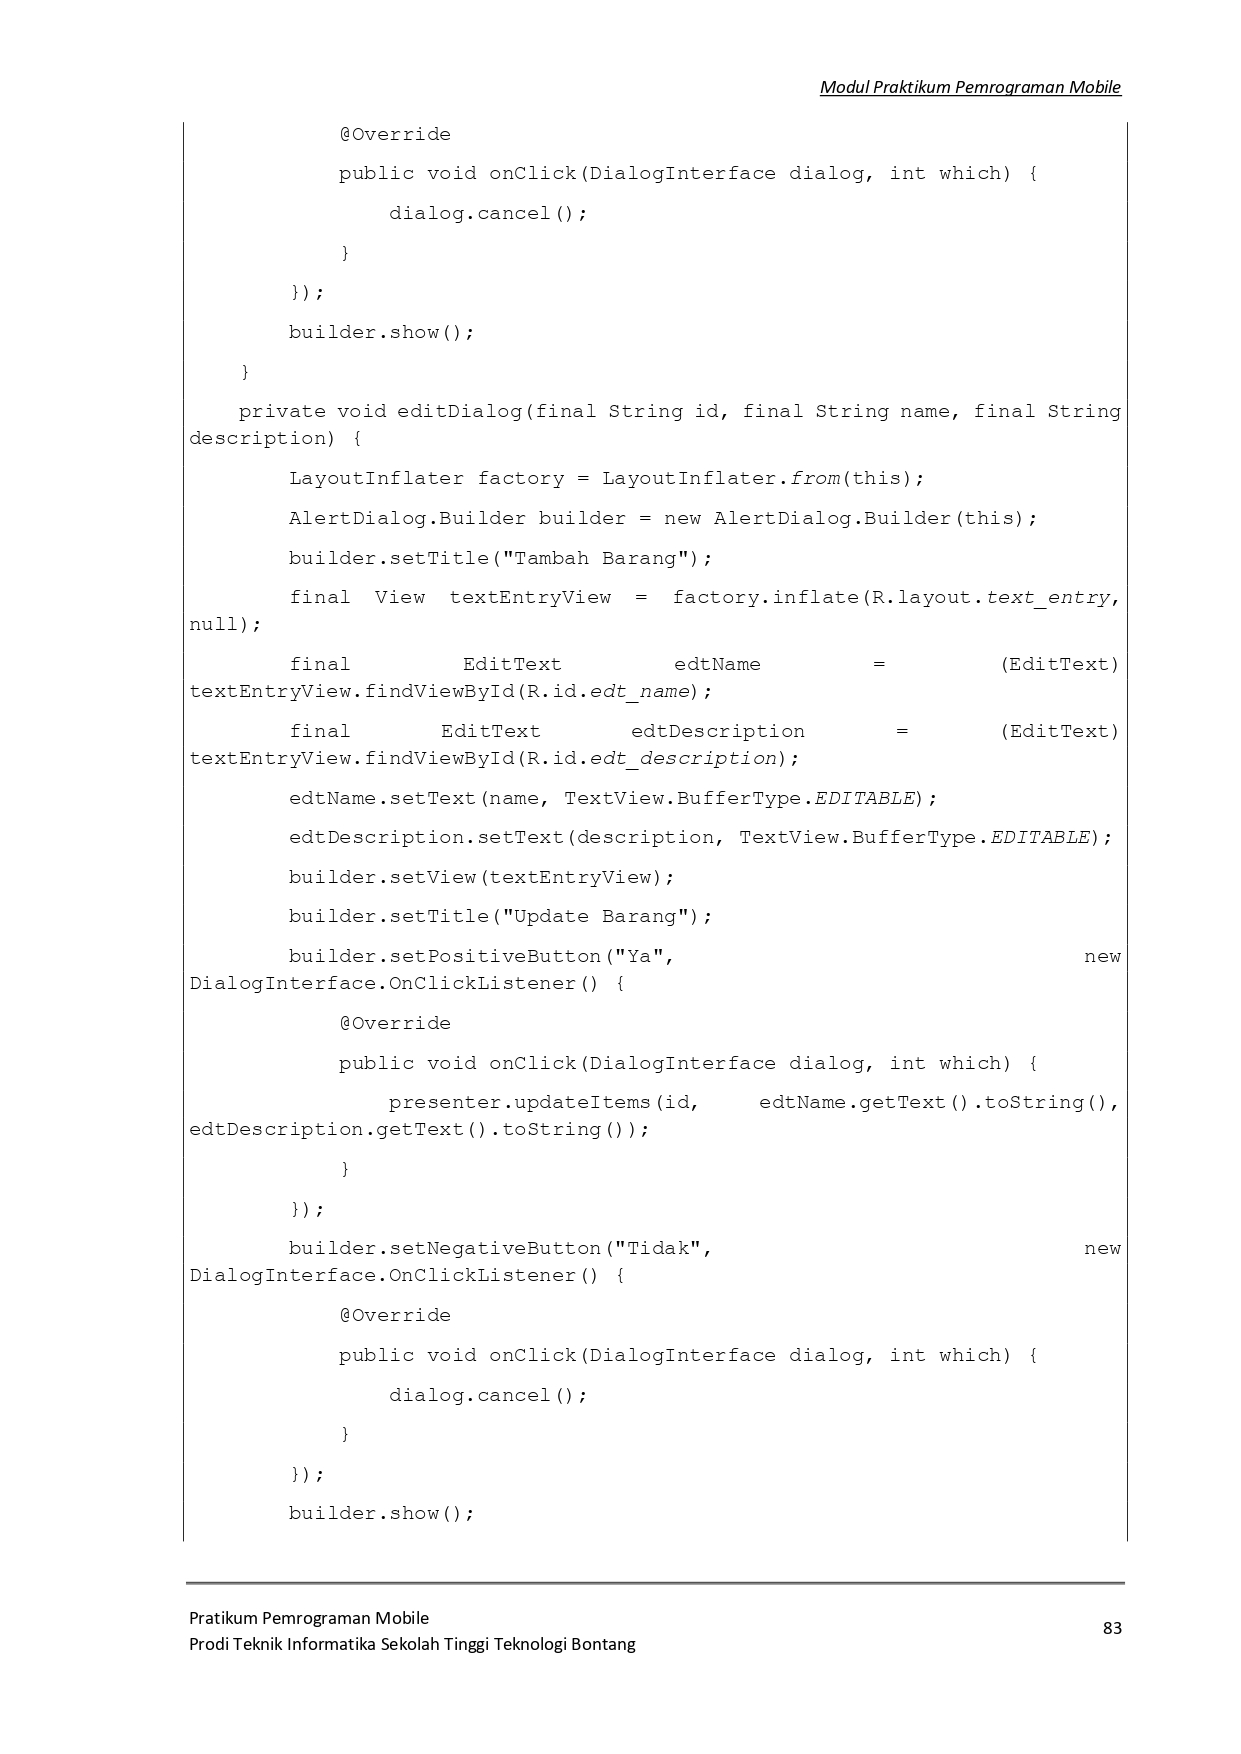 Modul Praktikum Pemrograman Mobile
@Override
public void onClick(DialogInterface dialog, int which) {
dialog.cancel();
}
});
builder.show();
}
private void editDialog(final String id, final String name, final String
description) {
LayoutInflater factory = LayoutInflater.from(this);
AlertDialog.Builder builder = new AlertDialog.Builder(this);
builder.setTitle("Tambah Barang");
final View textEntryView = factory.inflate(R.layout.text_entry,
null);
final EditText edtName = (EditText)
textEntryView.findViewById(R.id.edt_name);
final EditText edtDescription = (EditText)
textEntryView.findViewById(R.id.edt_description);
edtName.setText(name, TextView.BufferType.EDITABLE);
edtDescription.setText(description, TextView.BufferType.EDITABLE);
builder.setView(textEntryView);
builder.setTitle("Update Barang");
builder.setPositiveButton("Ya", new
DialogInterface.OnClickListener() {
@Override
public void onClick(DialogInterface dialog, int which) {
presenter.updateItems(id, edtName.getText().toString(),
edtDescription.getText().toString());
}
});
builder.setNegativeButton("Tidak", new
DialogInterface.OnClickListener() {
@Override
public void onClick(DialogInterface dialog, int which) {
dialog.cancel();
}
});
builder.show();
Pratikum Pemrograman Mobile
Prodi Teknik Informatika Sekolah Tinggi Teknologi Bontang
83